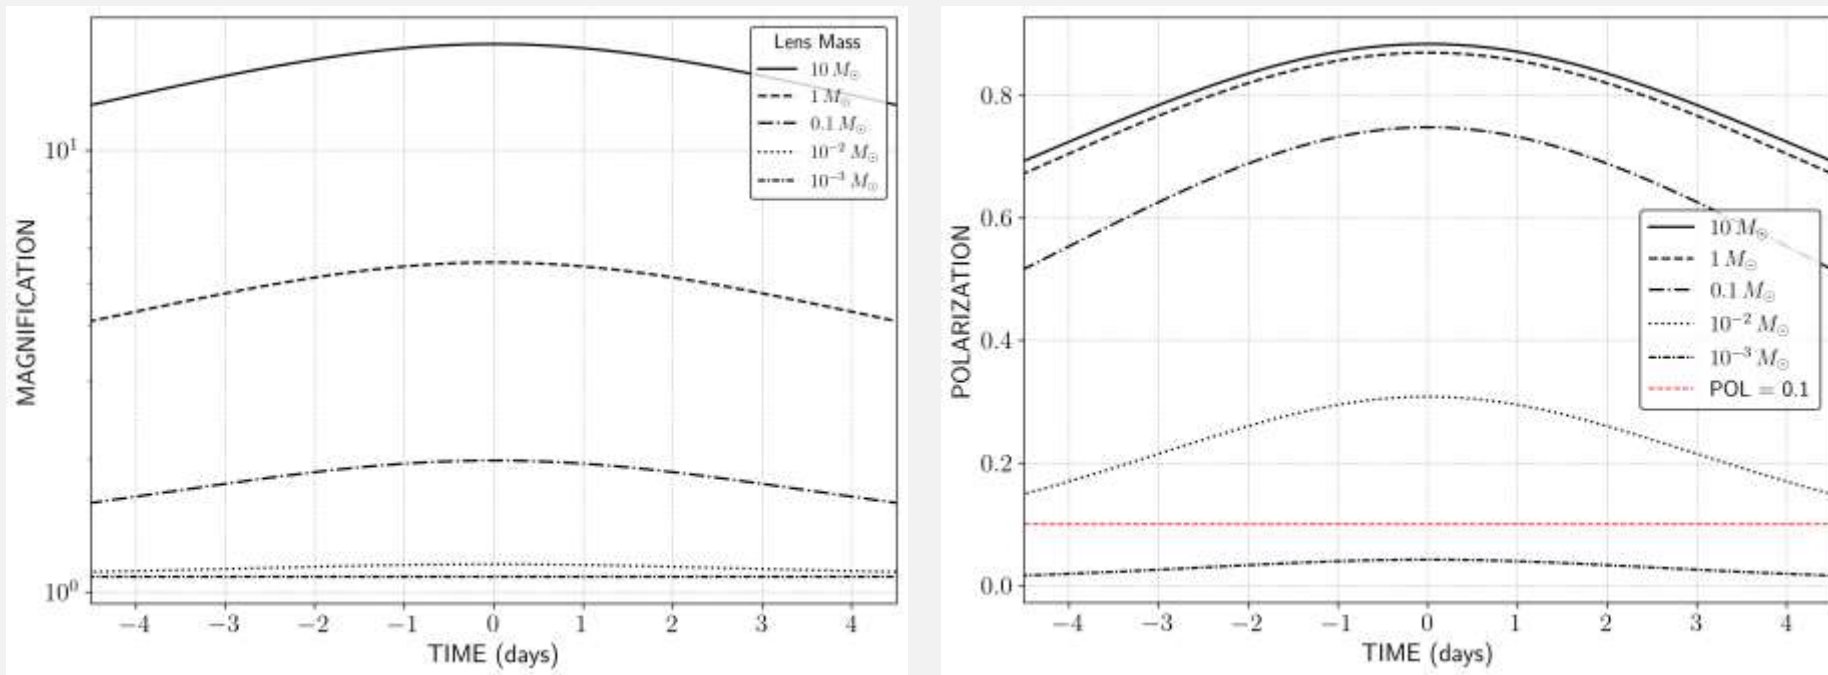 MAGNIFICATION
10¹
10⁰
Lens Mass
10 M☉
1 M☉
0.1 M☉
10⁻² M☉
10⁻³ M☉
−4 −3 −2 −1 0 1 2 3 4
TIME (days)
POLARIZATION
0.8
0.6
0.4
0.2
0.0
10 M☉
1 M☉
0.1 M☉
10⁻² M☉
10⁻³ M☉
POL = 0.1
−4 −3 −2 −1 0 1 2 3 4
TIME (days)